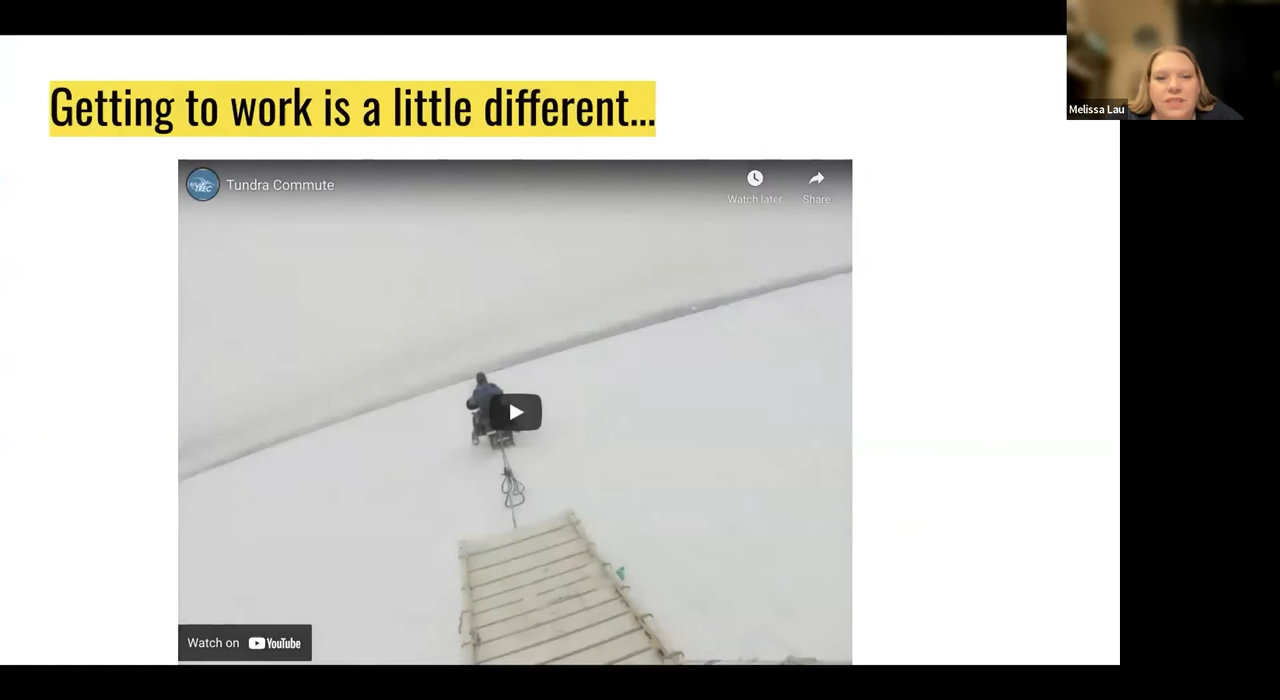 Getting to work is a little different...
Melissa Lau
Tundra Commute
Watch later
Share
Watch on YouTube